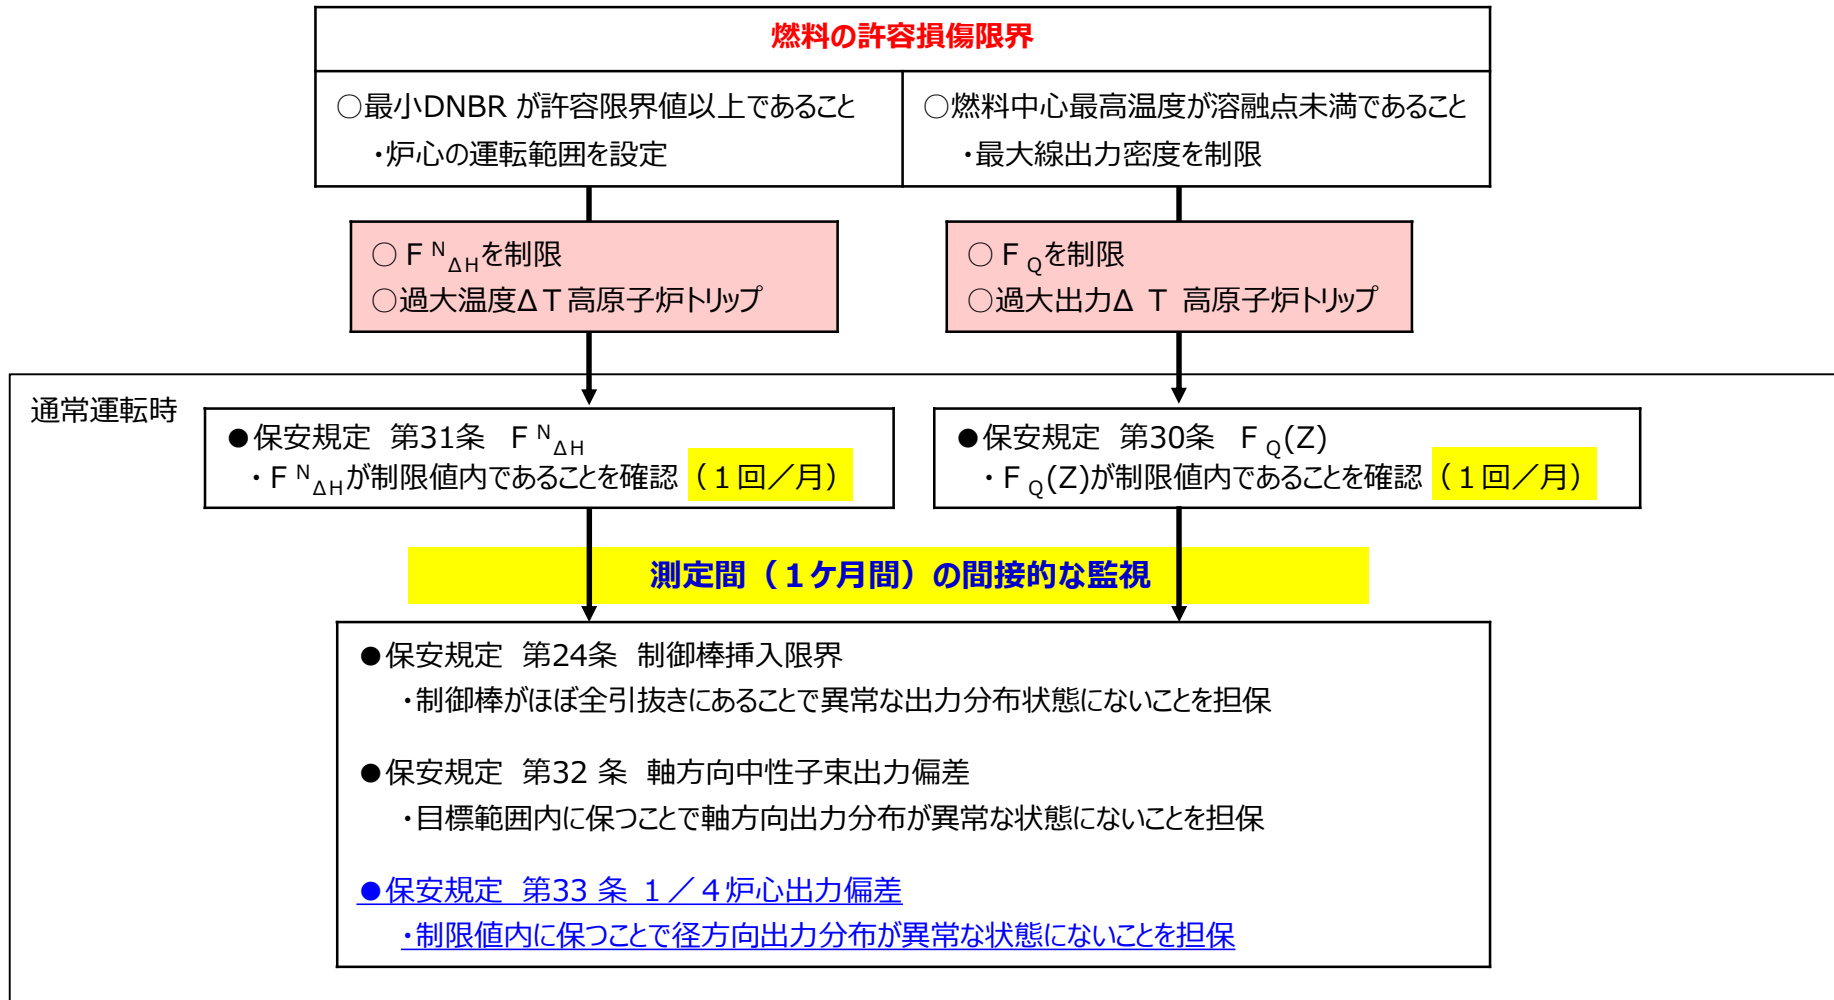 燃料の許容損傷限界
○最小DNBR が許容限界値以上であること
・炉心の運転範囲を設定
○燃料中心最高温度が溶融点未満であること
・最大線出力密度を制限
○ＦNΔHを制限
○過大温度ΔＴ高原子炉トリップ
○ＦQを制限
○過大出力Δ Ｔ 高原子炉トリップ
通常運転時
●保安規定 第31条 ＦNΔH
・ＦNΔHが制限値内であることを確認（１回／月）
●保安規定 第30条 ＦQ(Z)
・ＦQ(Z)が制限値内であることを確認（１回／月）
測定間（１ケ月間）の間接的な監視
●保安規定 第24条 制御棒挿入限界
・制御棒がほぼ全引抜きにあることで異常な出力分布状態にないことを担保
●保安規定 第32 条 軸方向中性子束出力偏差
・目標範囲内に保つことで軸方向出力分布が異常な状態にないことを担保
●保安規定 第33 条 １／４炉心出力偏差
・制限値内に保つことで径方向出力分布が異常な状態にないことを担保